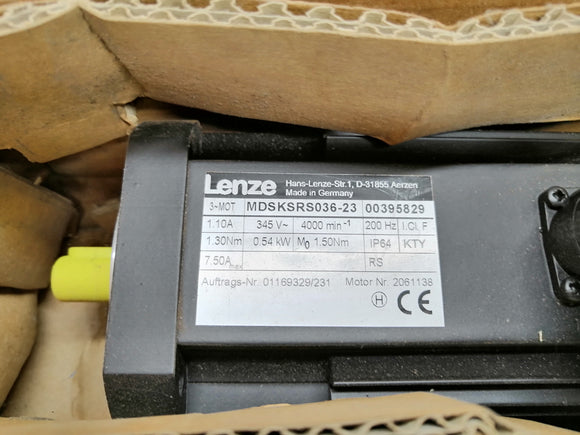 Lenze
Hans-Lenze-Str.1, D-31855 Aerzen
Made in Germany
3~MOT MDSKSRS036-23 00395829
1.10A 345 V~ 4000 min⁻¹ 200 Hz I.Cl. F
1.30Nm 0.54 kW M₀ 1.50Nm IP64 KTY
7.50Amax RS
Auftrags-Nr. 01169329/231 Motor Nr. 2061138
H CE